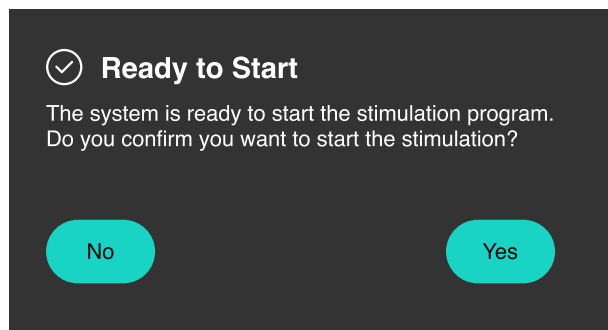 Ready to Start
The system is ready to start the stimulation program.
Do you confirm you want to start the stimulation?
No
Yes